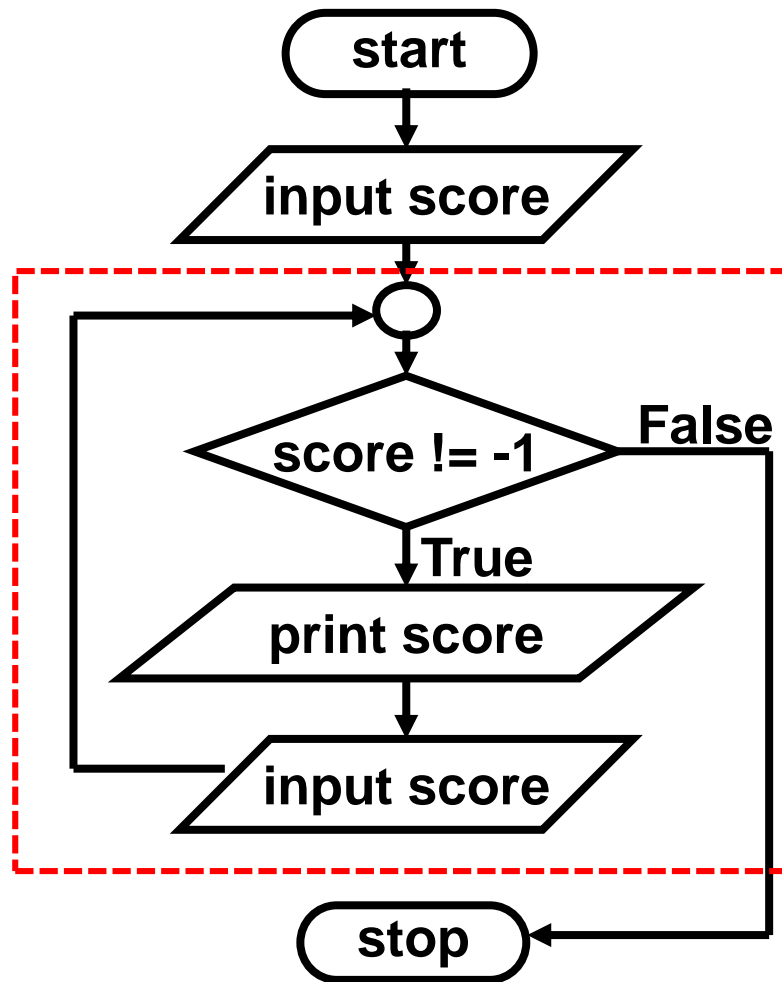 start
input score
score != -1
False
True
print score
input score
stop